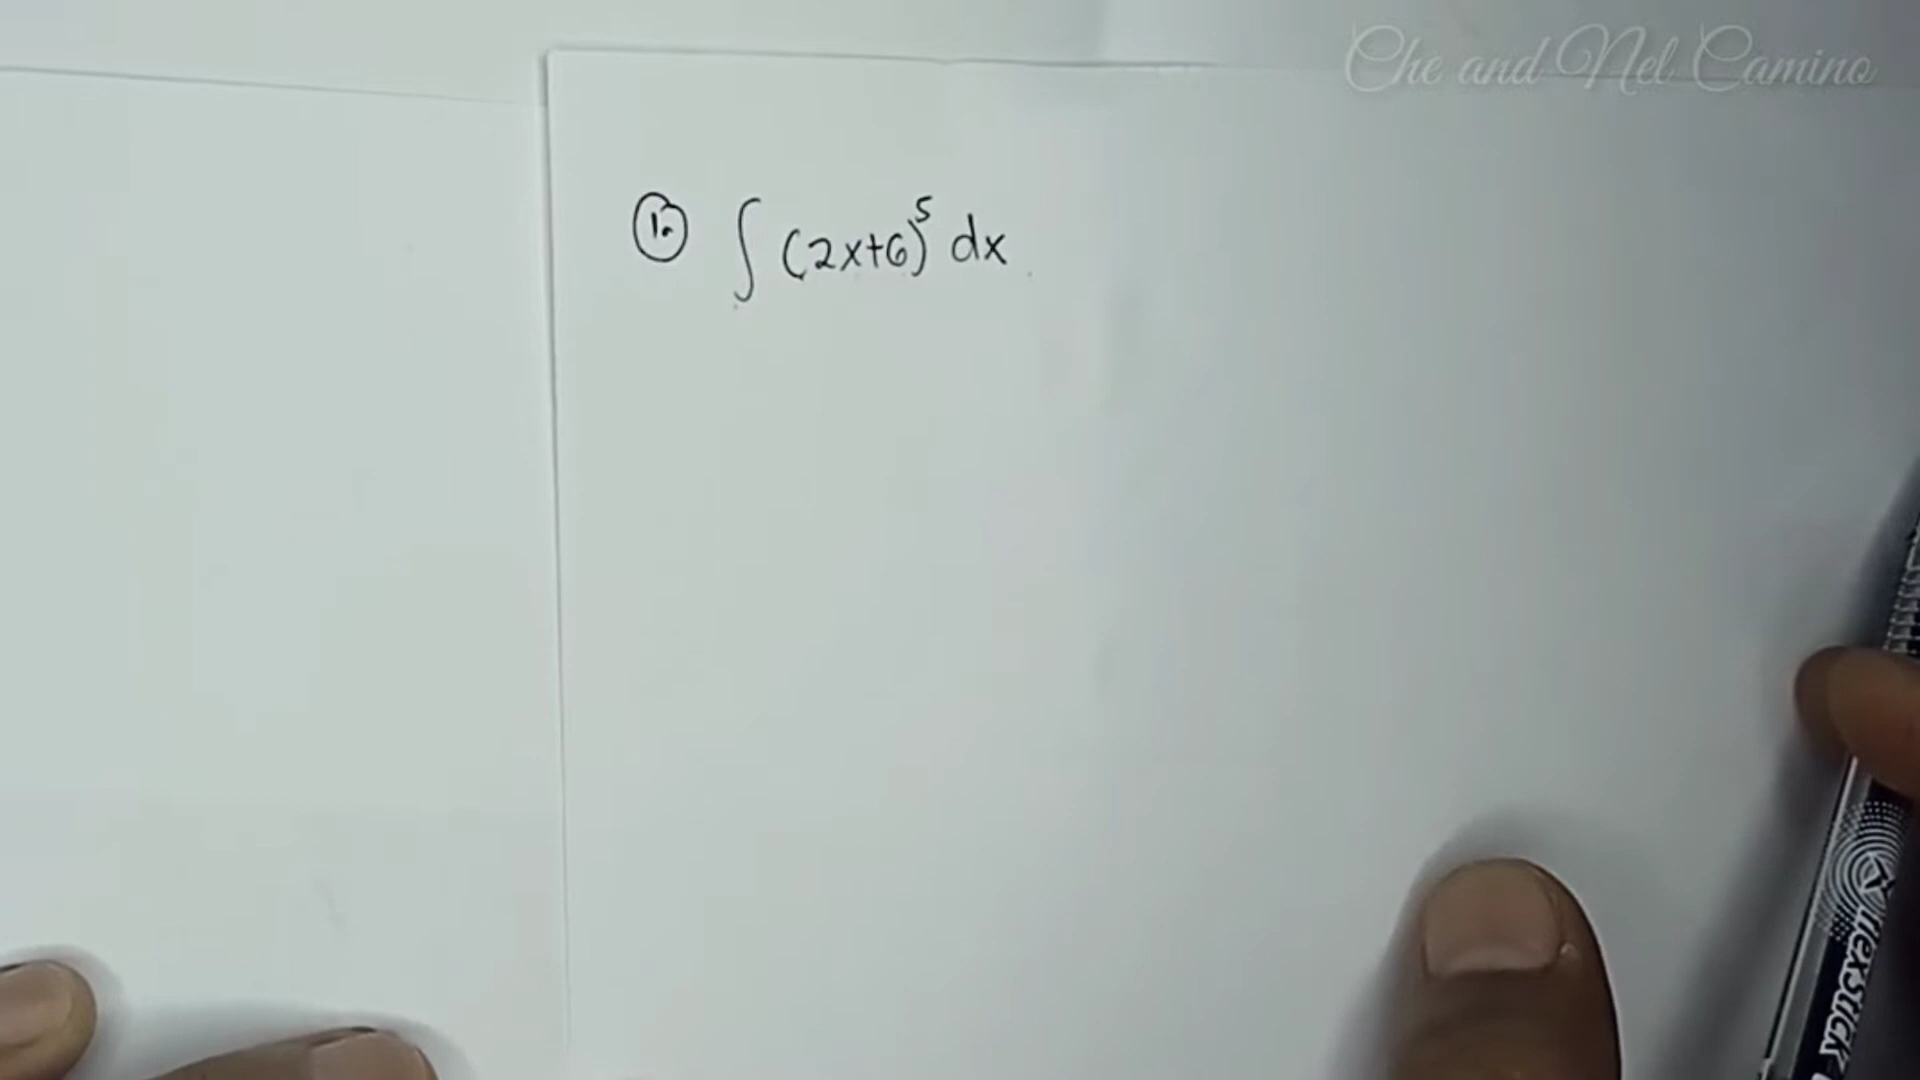 Che and Nel Camino
1. ∫ (2x+6)⁵ dx
flexstick